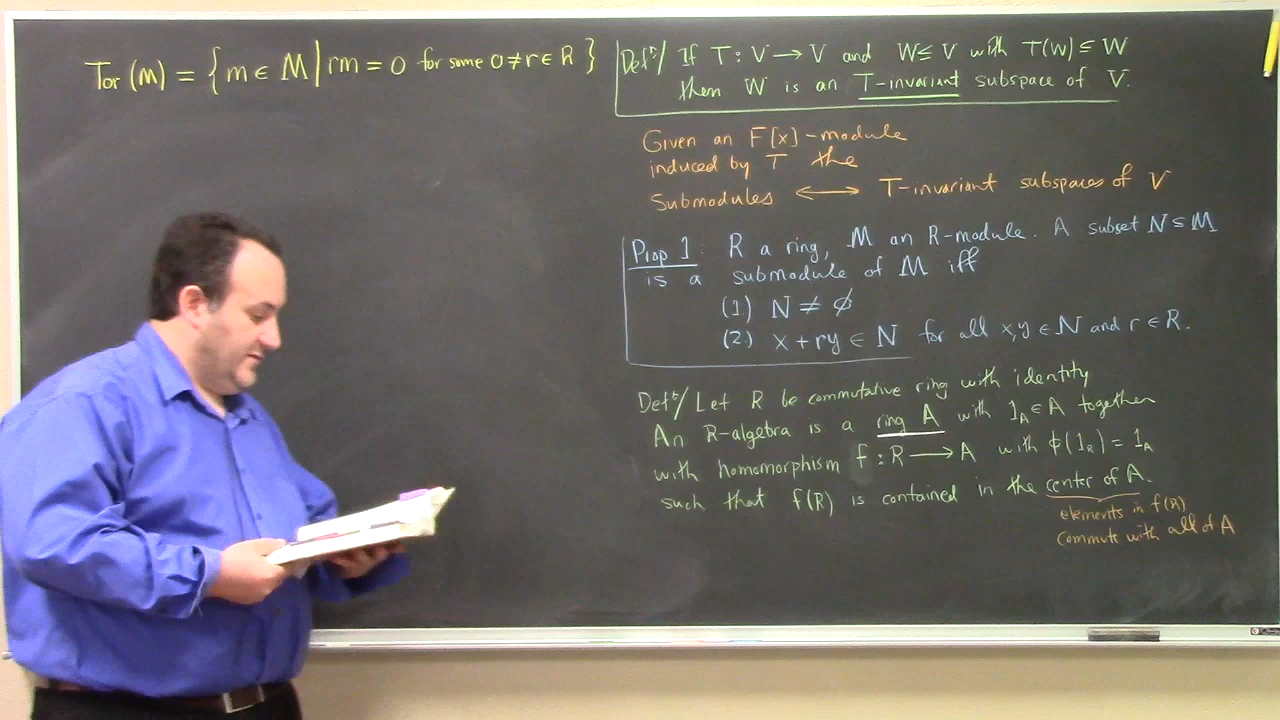 Tor (M) = { m ∈ M | rm = 0 for some 0 ≠ r ∈ R }
Defⁿ/ If T : V → V and W ≤ V with T(W) ⊆ W
then W is an T-invariant subspace of V.
Given an F[x]-module
induced by T the
Submodules ⟷ T-invariant subspaces of V
Prop 1 : R a ring, M an R-module. A subset N ⊆ M
is a submodule of M iff
(1) N ≠ ∅
(2) x + ry ∈ N for all x, y ∈ N and r ∈ R.
Defⁿ/ Let R be commutative ring with identity
An R-algebra is a ring A with 1_A ∈ A together
with homomorphism f : R → A with ϕ(1_R) = 1_A
such that f(R) is contained in the center of A.
elements in f(R)
commute with all of A